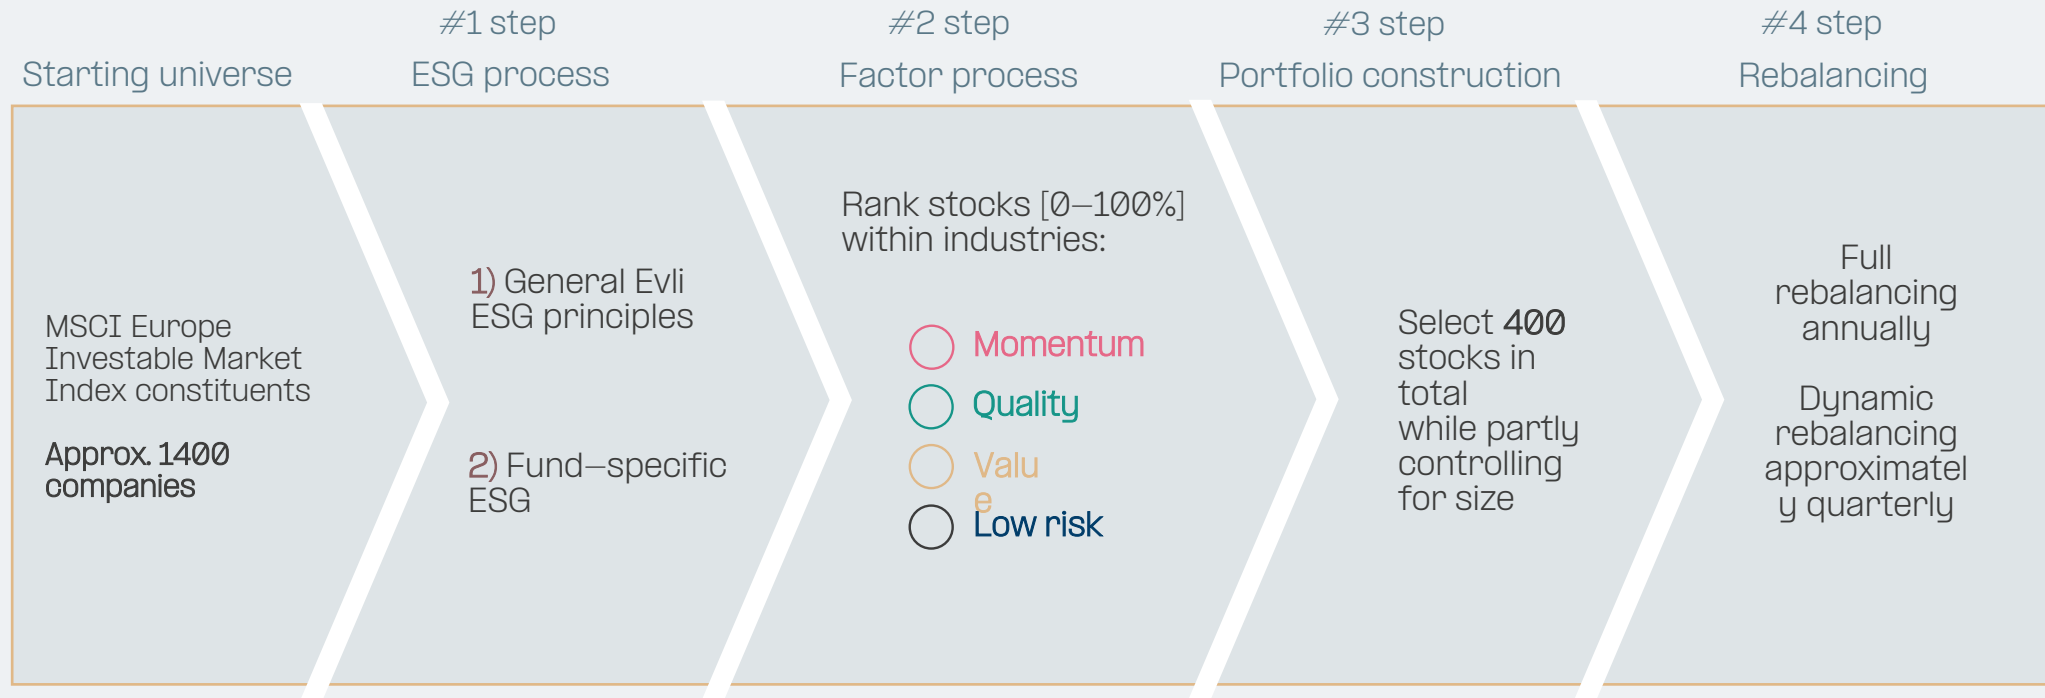 Starting universe
MSCI Europe
Investable Market
Index constituents
Approx. 1400
companies
#1 step
ESG process
1) General Evli
ESG principles
2) Fund–specific
ESG
#2 step
Factor process
Rank stocks [0–100%]
within industries:
Momentum
Quality
Valu
e
Low risk
#3 step
Portfolio construction
Select 400
stocks in
total
while partly
controlling
for size
#4 step
Rebalancing
Full
rebalancing
annually
Dynamic
rebalancing
approximatel
y quarterly